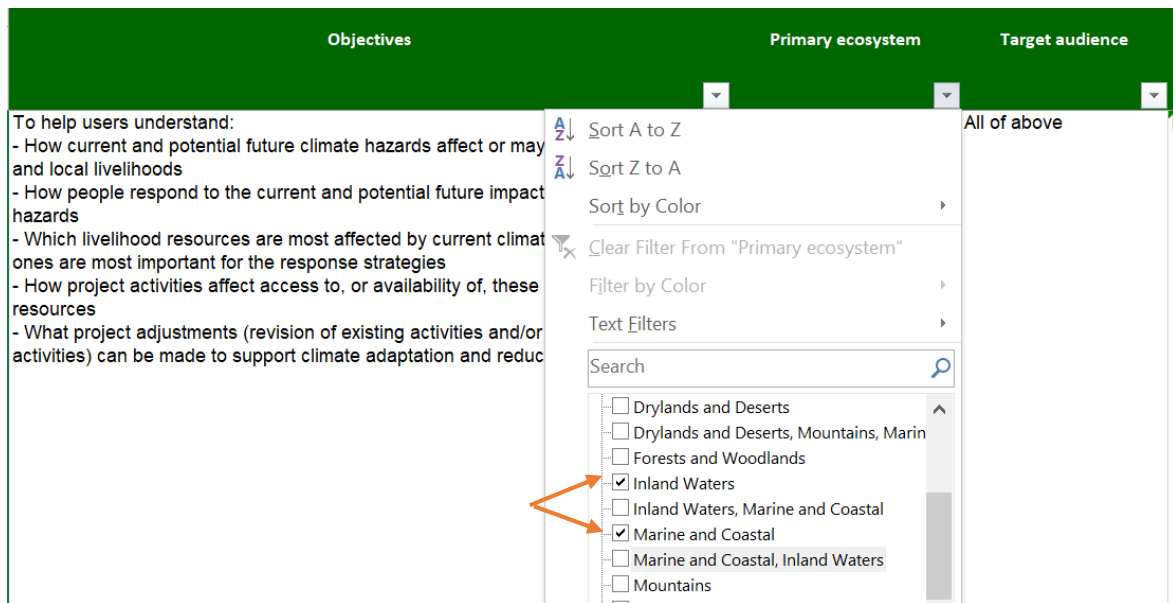 Objectives
Primary ecosystem
Target audience
To help users understand:
- How current and potential future climate hazards affect or may
and local livelihoods
- How people respond to the current and potential future impact
hazards
- Which livelihood resources are most affected by current climat
ones are most important for the response strategies
- How project activities affect access to, or availability of, these
resources
- What project adjustments (revision of existing activities and/or
activities) can be made to support climate adaptation and reduc
Sort A to Z
Sort Z to A
Sort by Color
Clear Filter From "Primary ecosystem"
Filter by Color
Text Filters
Search
Drylands and Deserts
Drylands and Deserts, Mountains, Marin
Forests and Woodlands
Inland Waters
Inland Waters, Marine and Coastal
Marine and Coastal
Marine and Coastal, Inland Waters
Mountains
All of above